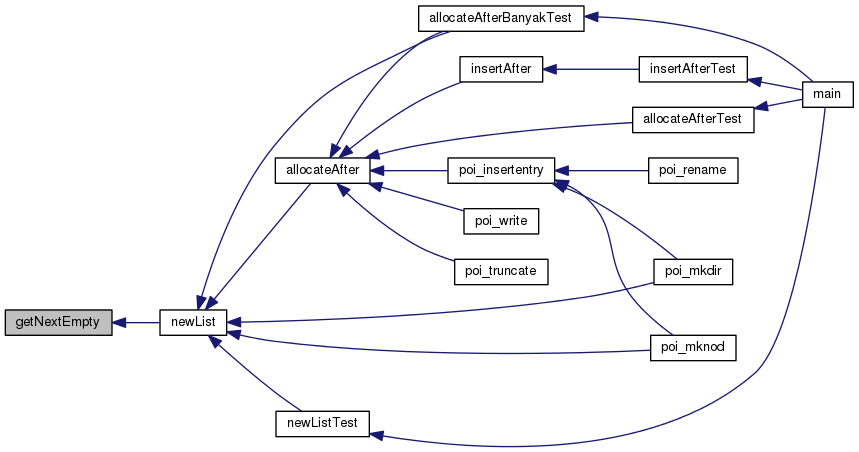 allocateAfterBanyakTest
insertAfter
insertAfterTest
main
allocateAfterTest
allocateAfter
poi_insertentry
poi_rename
poi_write
poi_truncate
poi_mkdir
getNextEmpty
newList
poi_mknod
newListTest